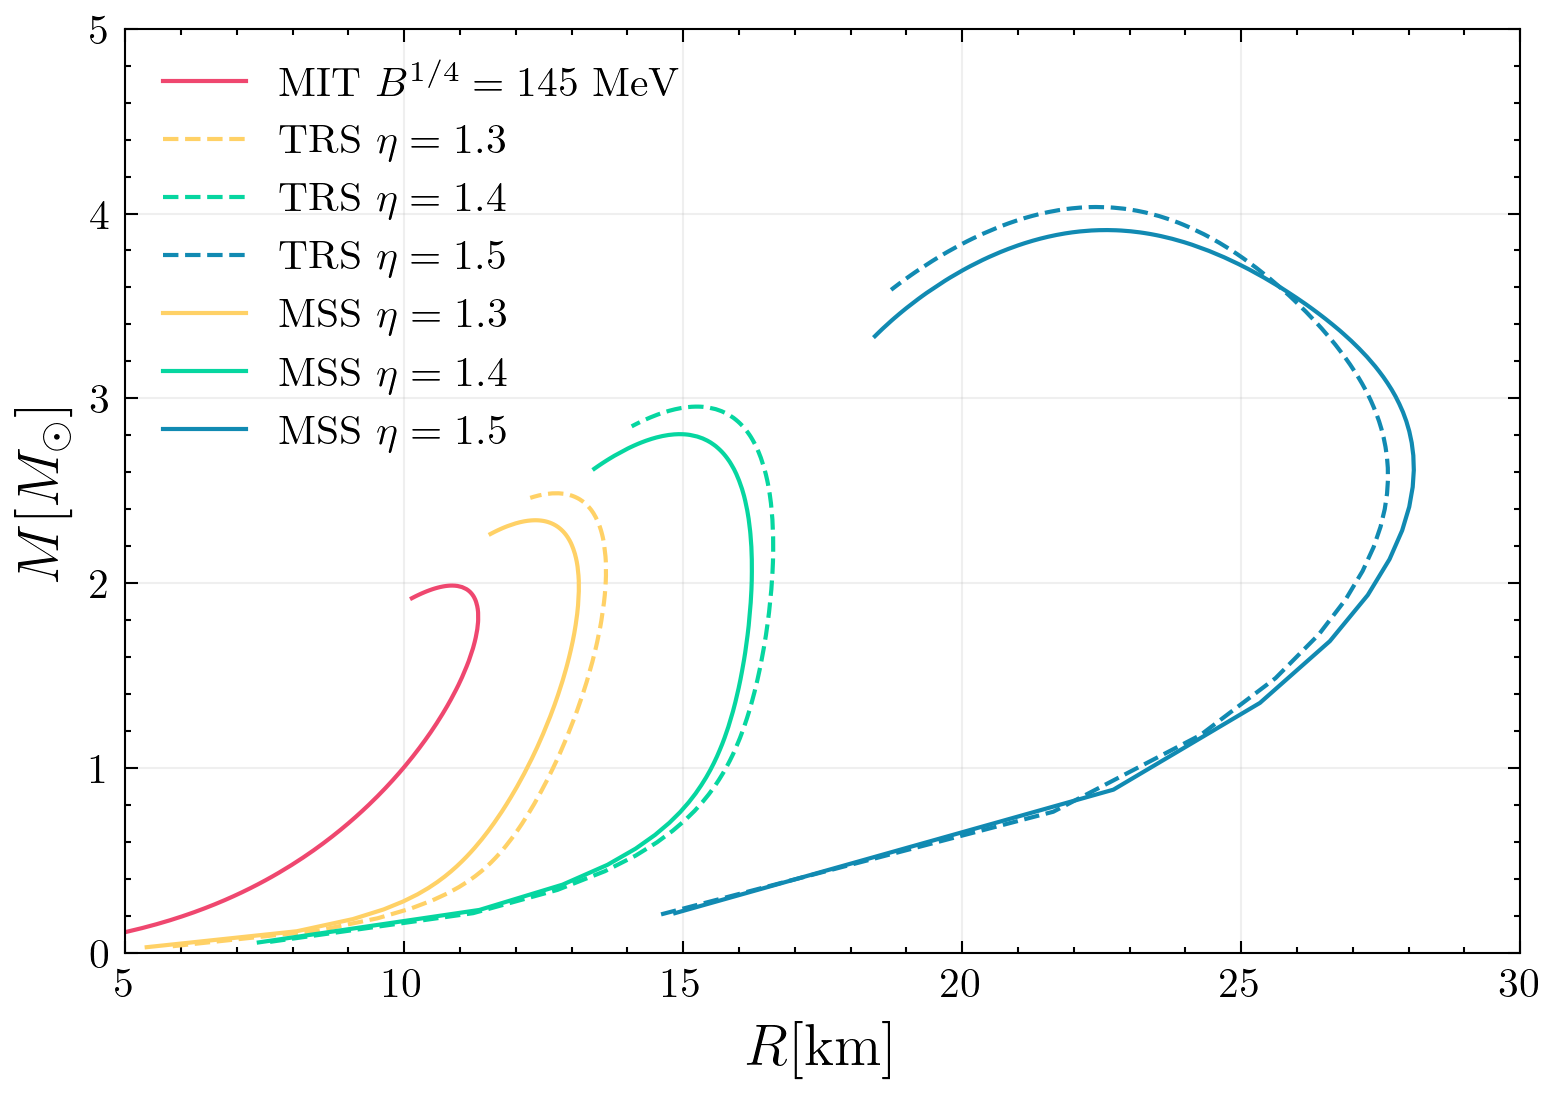 5
4
3
2
1
0
M[M⊙]
MIT B^{1/4} = 145 MeV
TRS η = 1.3
TRS η = 1.4
TRS η = 1.5
MSS η = 1.3
MSS η = 1.4
MSS η = 1.5
5 10 15 20 25 30
R[km]